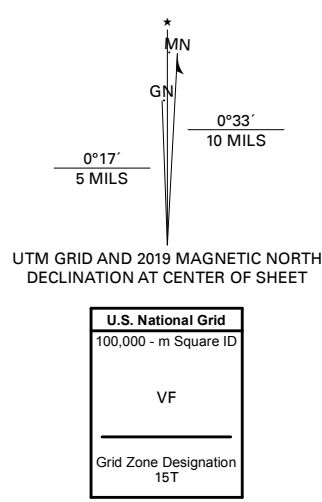 ★
MN
GN
0°33´
10 MILS
0°17´
5 MILS
UTM GRID AND 2019 MAGNETIC NORTH
DECLINATION AT CENTER OF SHEET
U.S. National Grid
100,000 - m Square ID
VF
Grid Zone Designation
15T